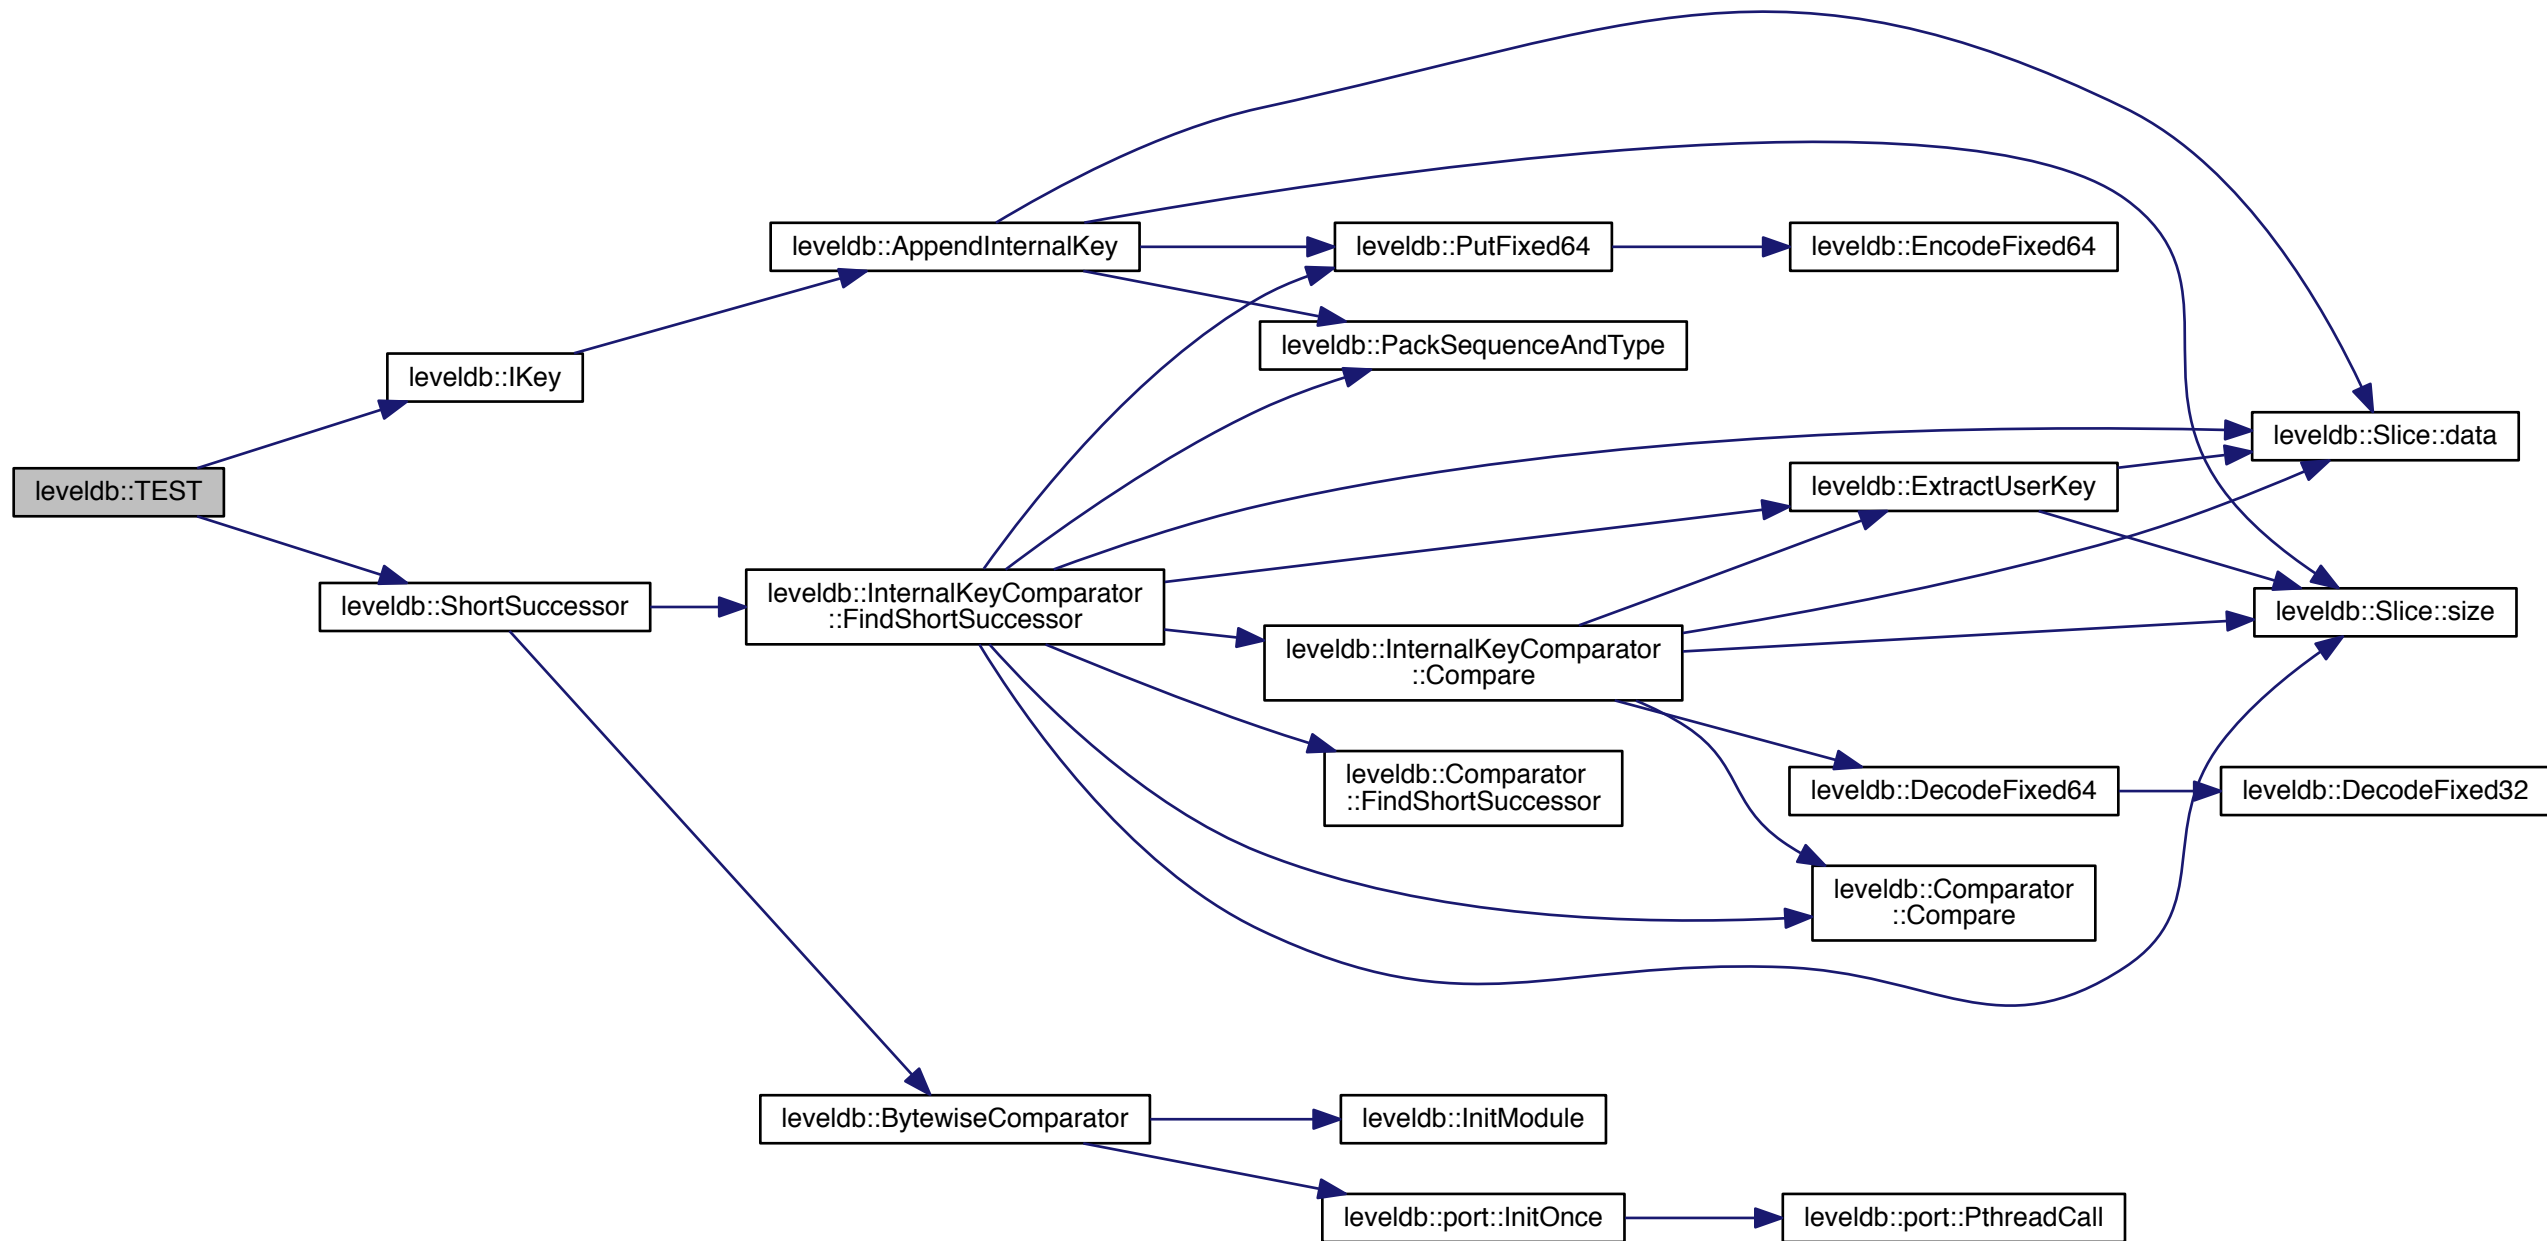 leveldb::TEST
leveldb::IKey
leveldb::ShortSuccessor
leveldb::AppendInternalKey
leveldb::InternalKeyComparator
::FindShortSuccessor
leveldb::BytewiseComparator
leveldb::PutFixed64
leveldb::PackSequenceAndType
leveldb::InternalKeyComparator
::Compare
leveldb::Comparator
::FindShortSuccessor
leveldb::InitModule
leveldb::port::InitOnce
leveldb::EncodeFixed64
leveldb::ExtractUserKey
leveldb::DecodeFixed64
leveldb::Comparator
::Compare
leveldb::port::PthreadCall
leveldb::Slice::data
leveldb::Slice::size
leveldb::DecodeFixed32